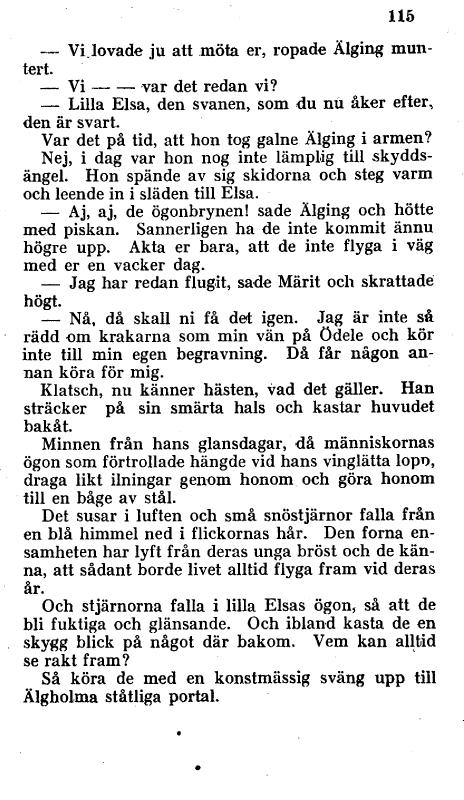 115
— Vi lovade ju att möta er, ropade Älging mun-
tert.
— Vi — — var det redan vi?
— Lilla Elsa, den svanen, som du nu åker efter,
den är svart.
Var det på tid, att hon tog galne Älging i armen?
Nej, i dag var hon nog inte lämplig till skydds-
ängel. Hon spände av sig skidorna och steg varm
och leende in i släden till Elsa.
— Aj, aj, de ögonbrynen! sade Älging och hötte
med piskan. Sannerligen ha de inte kommit ännu
högre upp. Akta er bara, att de inte flyga i väg
med er en vacker dag.
— Jag har redan flugit, sade Märit och skrattade
högt.
— Nå, då skall ni få det igen. Jag är inte så
rädd om krakarna som min vän på Ödele och kör
inte till min egen begravning. Då får någon an-
nan köra för mig.
Klatsch, nu känner hästen, vad det gäller. Han
sträcker på sin smärta hals och kastar huvudet
bakåt.
Minnen från hans glansdagar, då människornas
ögon som förtrollade hängde vid hans vinglätta lopp,
draga likt ilningar genom honom och göra honom
till en båge av stål.
Det susar i luften och små snöstjärnor falla från
en blå himmel ned i flickornas hår. Den forna en-
samheten har lyft från deras unga bröst och de kän-
na, att sådant borde livet alltid flyga fram vid deras
år.
Och stjärnorna falla i lilla Elsas ögon, så att de
bli fuktiga och glänsande. Och ibland kasta de en
skygg blick på något där bakom. Vem kan alltid
se rakt fram?
Så köra de med en konstmässig sväng upp till
Älgholma ståtliga portal.